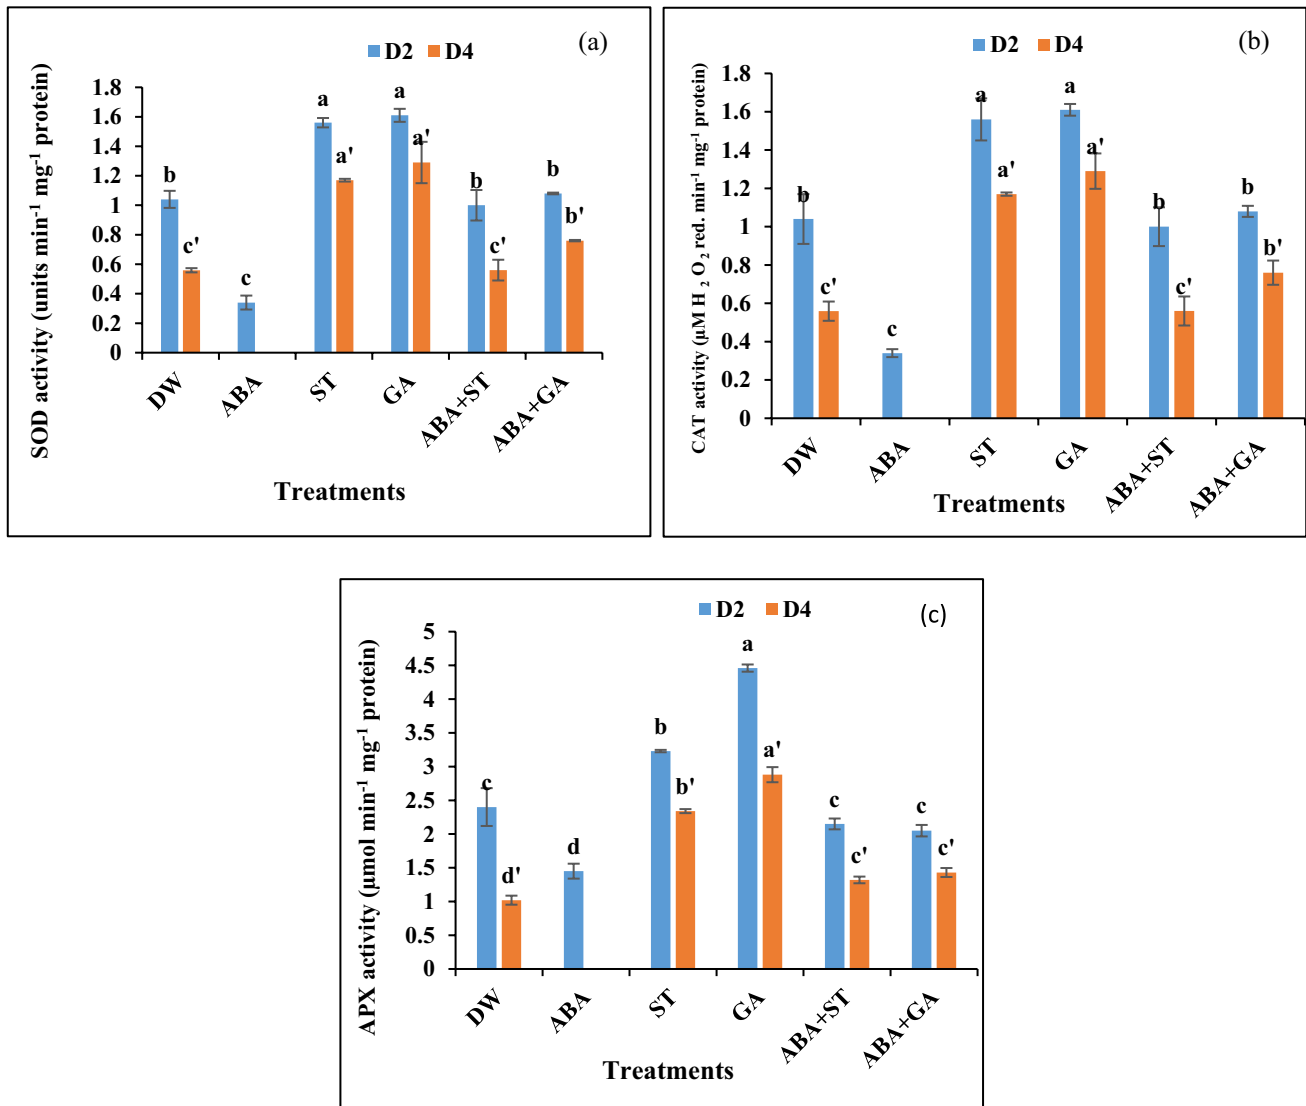 D2 D4
(a)
SOD activity (units min⁻¹ mg⁻¹ protein)
1.8
1.6
1.4
1.2
1
0.8
0.6
0.4
0.2
0
b
c'
c
a
a'
a
a'
b
c'
b
b'
DW
ABA
ST
GA
ABA+ST
ABA+GA
Treatments
D2 D4
(b)
CAT activity (µM H₂O₂ red. min⁻¹ mg⁻¹ protein)
1.8
1.6
1.4
1.2
1
0.8
0.6
0.4
0.2
0
b
c'
c
a
a'
a
a'
b
c'
b
b'
DW
ABA
ST
GA
ABA+ST
ABA+GA
Treatments
D2 D4
(c)
APX activity (µmol min⁻¹ mg⁻¹ protein)
5
4.5
4
3.5
3
2.5
2
1.5
1
0.5
0
c
d'
d
b
b'
a
a'
c
c'
c
c'
DW
ABA
ST
GA
ABA+ST
ABA+GA
Treatments